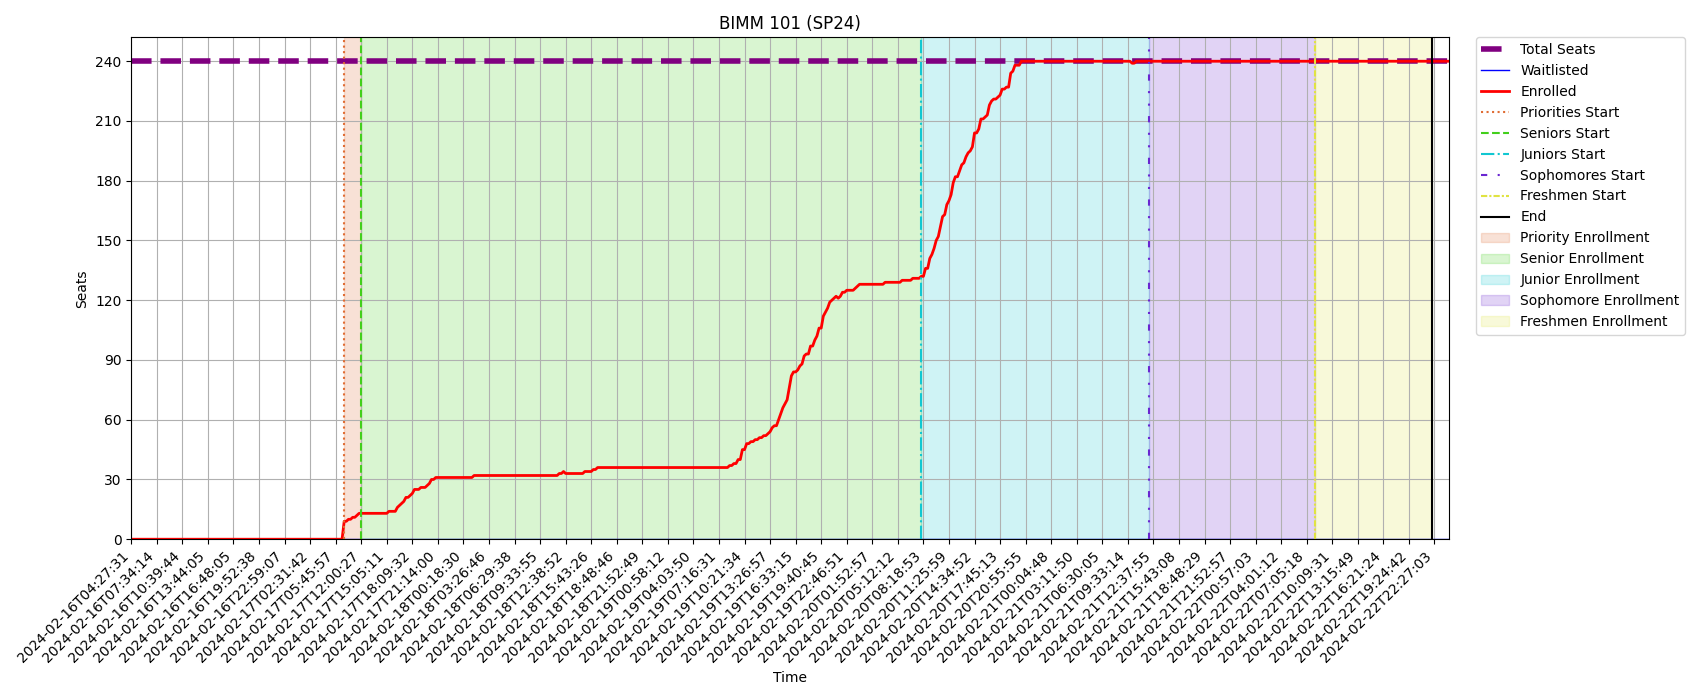 BIMM 101 (SP24)
Seats
240
210
180
150
120
90
60
30
0
2024-02-16T04:27:31
2024-02-16T07:34:14
2024-02-16T10:39:44
2024-02-16T13:44:05
2024-02-16T16:48:05
2024-02-16T19:52:38
2024-02-16T22:59:07
2024-02-17T02:31:42
2024-02-17T05:45:57
2024-02-17T12:00:27
2024-02-17T15:05:11
2024-02-17T18:09:32
2024-02-17T21:14:00
2024-02-18T00:18:30
2024-02-18T03:26:46
2024-02-18T06:29:38
2024-02-18T09:33:55
2024-02-18T12:38:52
2024-02-18T15:43:26
2024-02-18T18:48:46
2024-02-18T21:52:49
2024-02-19T00:58:12
2024-02-19T04:03:50
2024-02-19T07:16:31
2024-02-19T10:21:34
2024-02-19T13:26:57
2024-02-19T16:33:15
2024-02-19T19:40:45
2024-02-19T22:46:51
2024-02-20T01:52:57
2024-02-20T05:12:12
2024-02-20T08:18:53
2024-02-20T11:25:59
2024-02-20T14:34:52
2024-02-20T17:45:13
2024-02-20T20:55:55
2024-02-21T00:04:48
2024-02-21T03:11:50
2024-02-21T06:30:05
2024-02-21T09:33:14
2024-02-21T12:37:55
2024-02-21T15:43:08
2024-02-21T18:48:29
2024-02-21T21:52:57
2024-02-22T00:57:03
2024-02-22T04:01:12
2024-02-22T07:05:18
2024-02-22T10:09:31
2024-02-22T13:15:49
2024-02-22T16:21:24
2024-02-22T19:24:42
2024-02-22T22:27:03
Time
Total Seats
Waitlisted
Enrolled
Priorities Start
Seniors Start
Juniors Start
Sophomores Start
Freshmen Start
End
Priority Enrollment
Senior Enrollment
Junior Enrollment
Sophomore Enrollment
Freshmen Enrollment